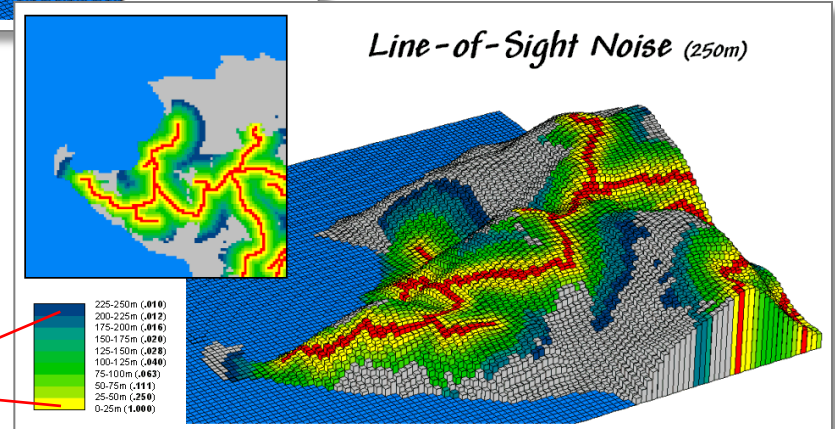 Line-of-Sight Noise (250m)
225-250m (.010)
200-225m (.012)
175-200m (.016)
150-175m (.020)
125-150m (.028)
100-125m (.040)
75-100m (.063)
50-75m (.111)
25-50m (.250)
0-25m (1.000)